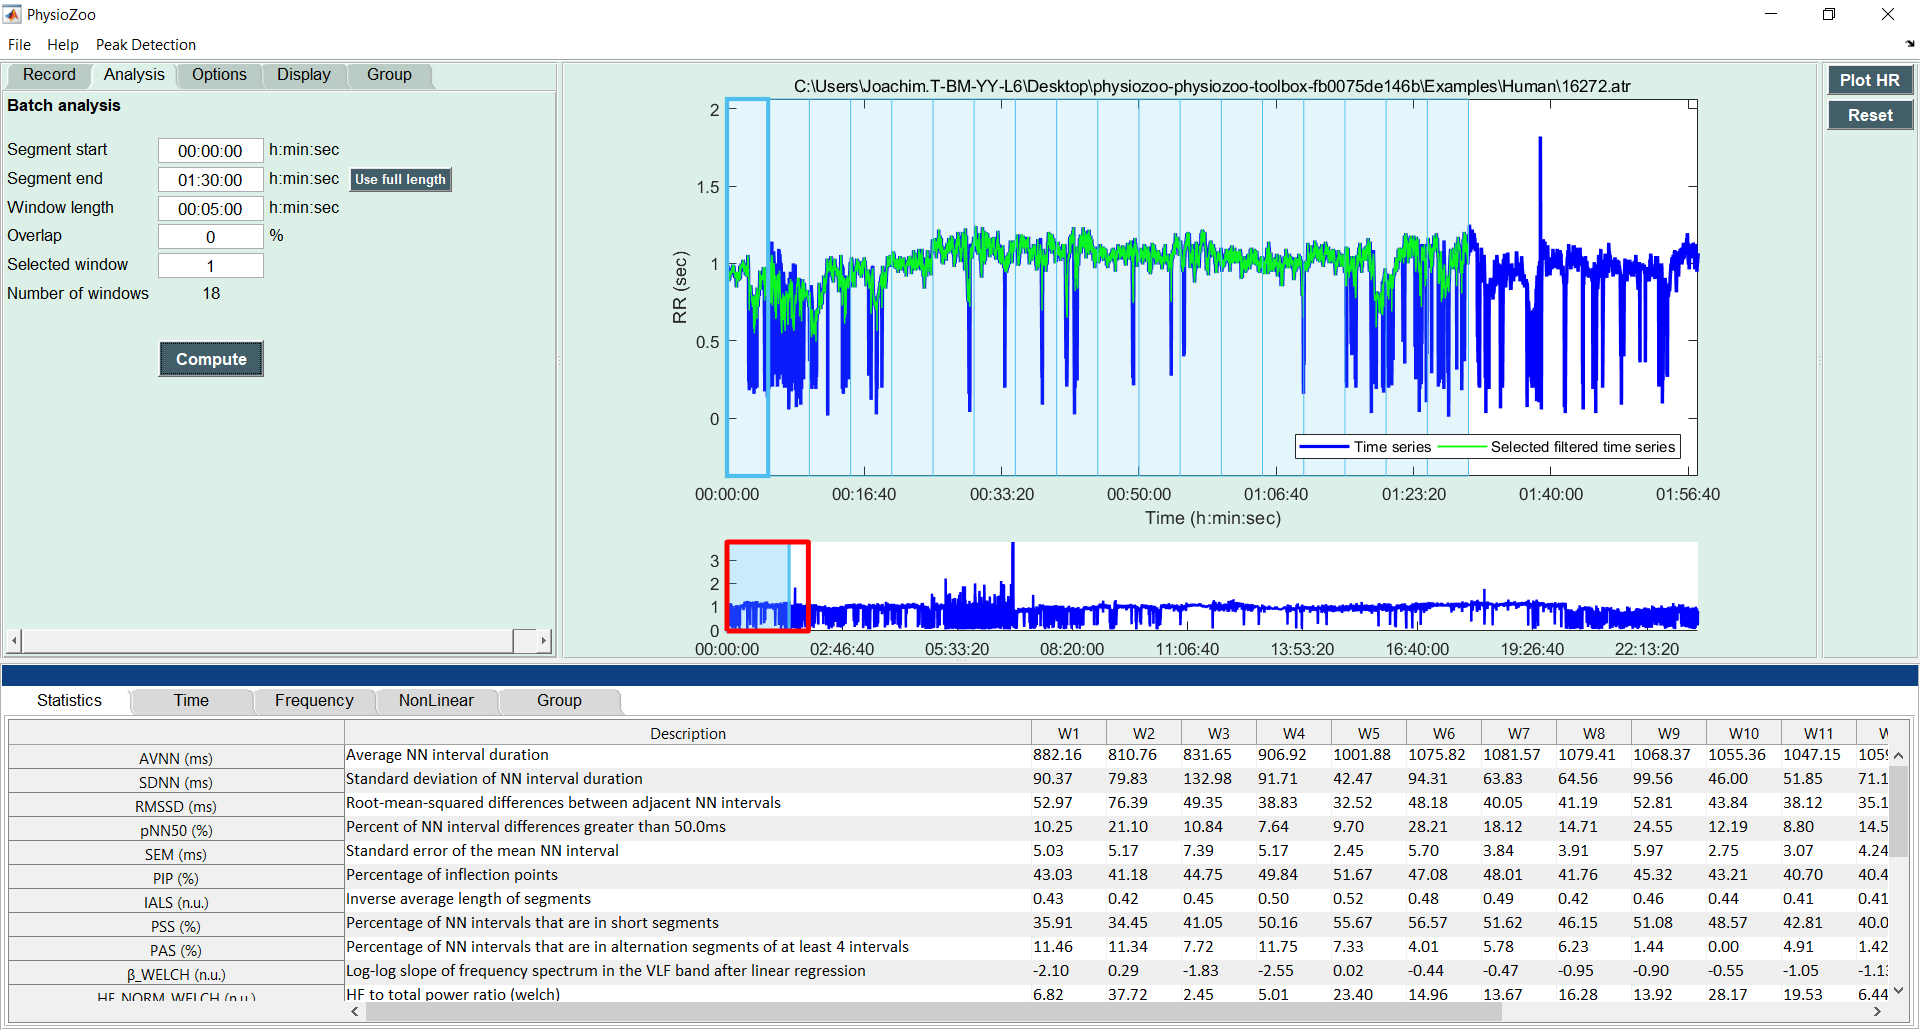 PhysioZoo
File Help Peak Detection
Record Analysis Options Display Group
Batch analysis
Segment start 00:00:00 h:min:sec
Segment end 01:30:00 h:min:sec Use full length
Window length 00:05:00 h:min:sec
Overlap 0 %
Selected window 1
Number of windows 18
Compute
C:\Users\Joachim.T-BM-YY-L6\Desktop\physiozoo-physiozoo-toolbox-fb0075de146b\Examples\Human\16272.atr
2
1.5
1
0.5
0
RR (sec)
Time series Selected filtered time series
00:00:00 00:16:40 00:33:20 00:50:00 01:06:40 01:23:20 01:40:00 01:56:40
Time (h:min:sec)
3
2
1
0
00:00:00 02:46:40 05:33:20 08:20:00 11:06:40 13:53:20 16:40:00 19:26:40 22:13:20
Plot HR
Reset
Statistics Time Frequency NonLinear Group
Description W1 W2 W3 W4 W5 W6 W7 W8 W9 W10 W11
AVNN (ms) Average NN interval duration 882.16 810.76 831.65 906.92 1001.88 1075.82 1081.57 1079.41 1068.37 1055.36 1047.15 105
SDNN (ms) Standard deviation of NN interval duration 90.37 79.83 132.98 91.71 42.47 94.31 63.83 64.56 99.56 46.00 51.85 71.1
RMSSD (ms) Root-mean-squared differences between adjacent NN intervals 52.97 76.39 49.35 38.83 32.52 48.18 40.05 41.19 52.81 43.84 38.12 35.1
pNN50 (%) Percent of NN interval differences greater than 50.0ms 10.25 21.10 10.84 7.64 9.70 28.21 18.12 14.71 24.55 12.19 8.80 14.5
SEM (ms) Standard error of the mean NN interval 5.03 5.17 7.39 5.17 2.45 5.70 3.84 3.91 5.97 2.75 3.07 4.24
PIP (%) Percentage of inflection points 43.03 41.18 44.75 49.84 51.67 47.08 48.01 41.76 45.32 43.21 40.70 40.4
IALS (n.u.) Inverse average length of segments 0.43 0.42 0.45 0.50 0.52 0.48 0.49 0.42 0.46 0.44 0.41 0.41
PSS (%) Percentage of NN intervals that are in short segments 35.91 34.45 41.05 50.16 55.67 56.57 51.62 46.15 51.08 48.57 42.81 40.0
PAS (%) Percentage of NN intervals that are in alternation segments of at least 4 intervals 11.46 11.34 7.72 11.75 7.33 4.01 5.78 6.23 1.44 0.00 4.91 1.42
β_WELCH (n.u.) Log-log slope of frequency spectrum in the VLF band after linear regression -2.10 0.29 -1.83 -2.55 0.02 -0.44 -0.47 -0.95 -0.90 -0.55 -1.05 -1.1
HF_NORM_WELCH (n.u.) HF to total power ratio (welch) 6.82 37.72 2.45 5.01 23.40 14.96 13.67 16.28 13.92 28.17 19.53 6.44